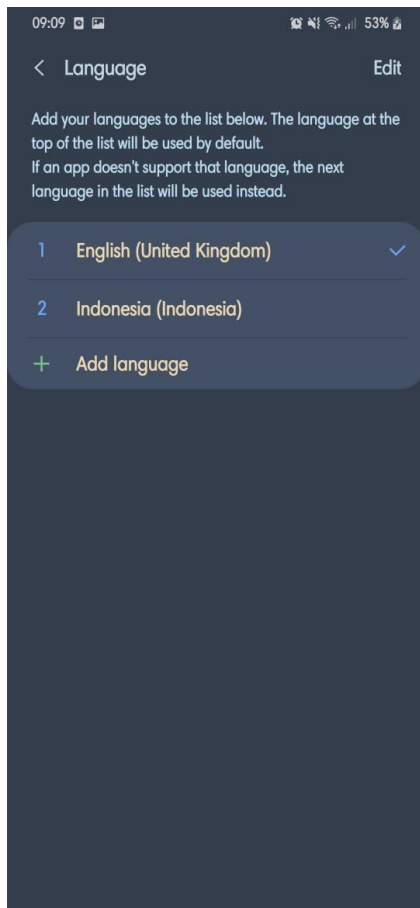 09:09 53%
Language Edit
Add your languages to the list below. The language at the
top of the list will be used by default.
If an app doesn't support that language, the next
language in the list will be used instead.
1 English (United Kingdom)
2 Indonesia (Indonesia)
+ Add language